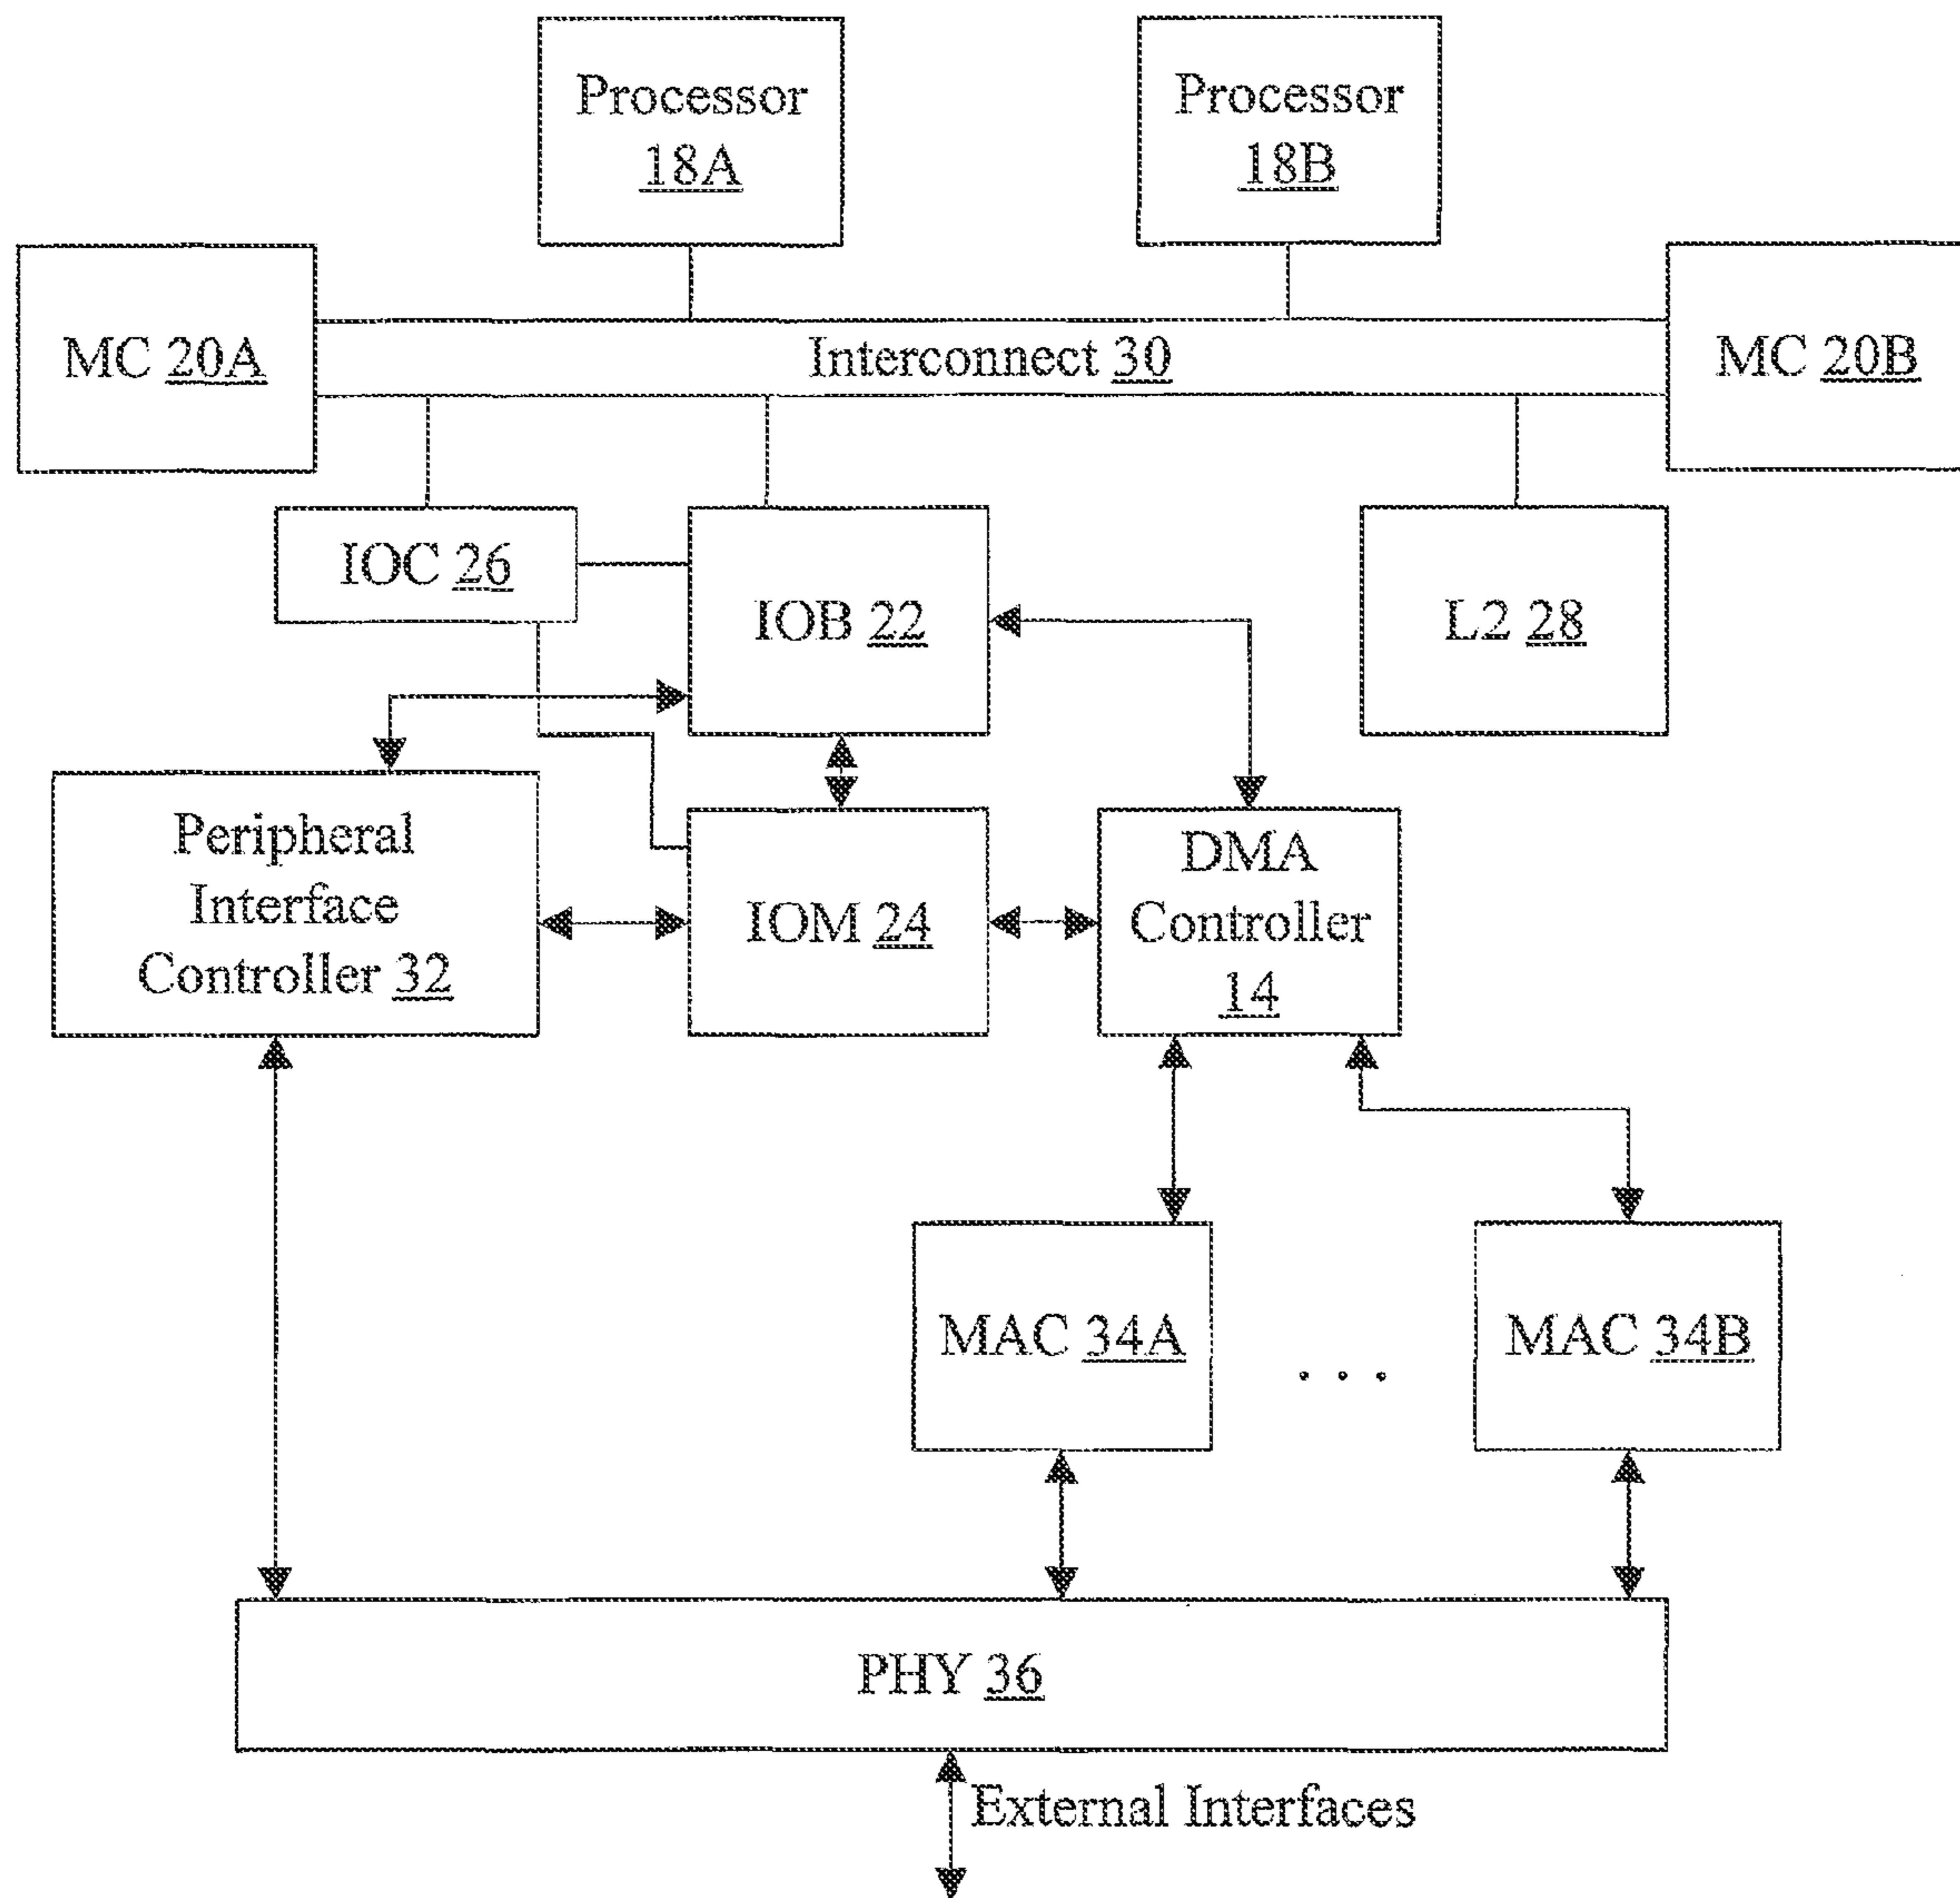 Processor
18A
Processor
18B
MC 20A
Interconnect 30
MC 20B
IOC 26
IOB 22
L2 28
Peripheral
Interface
Controller 32
IOM 24
DMA
Controller
14
MAC 34A
. . .
MAC 34B
PHY 36
External Interfaces